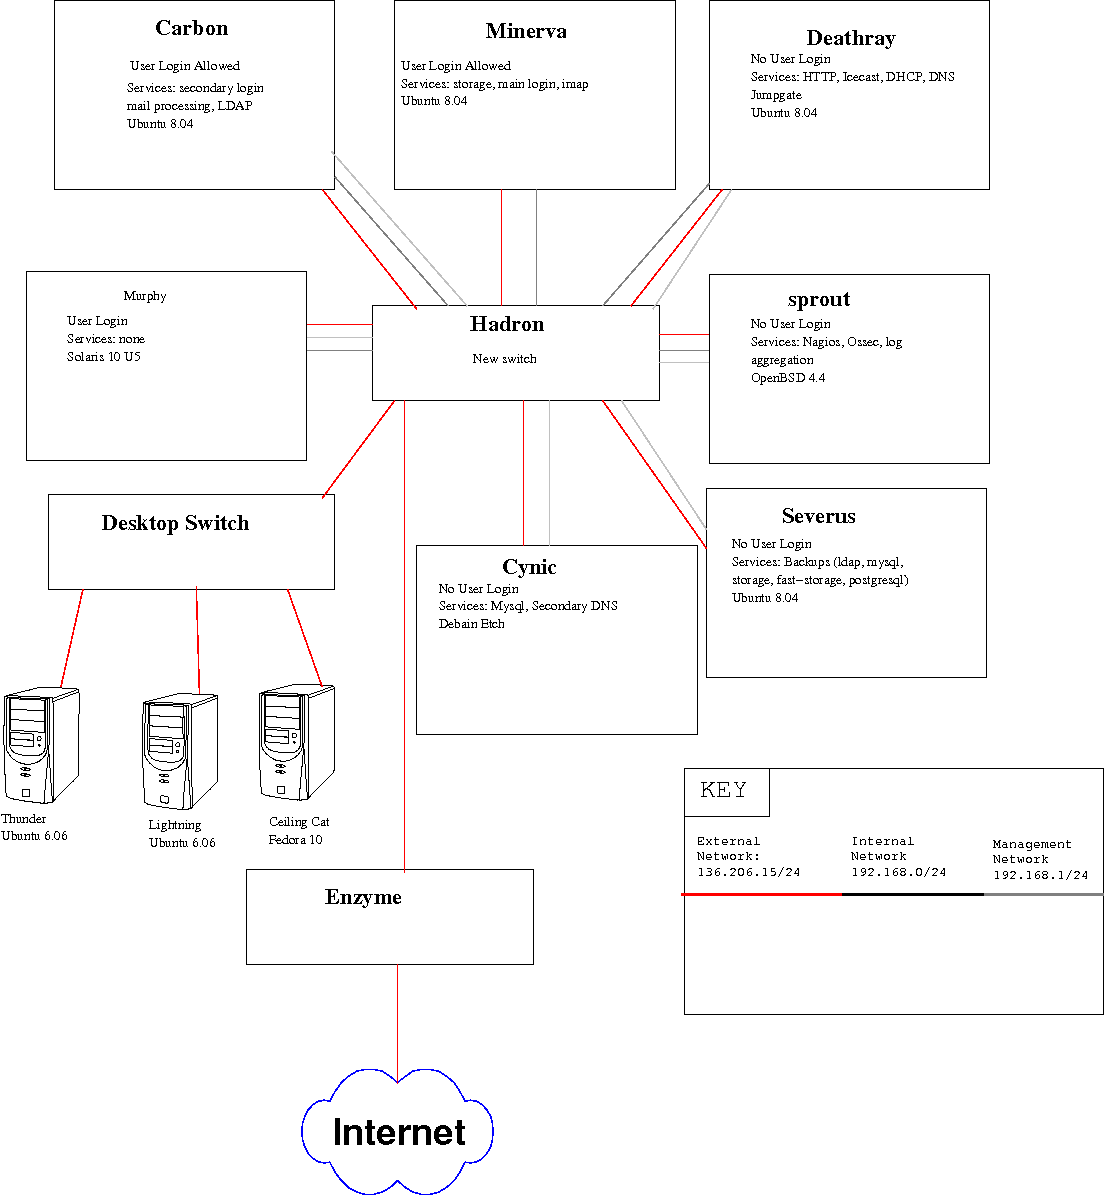 Carbon
User Login Allowed
Services: secondary login
mail processing, LDAP
Ubuntu 8.04
Minerva
User Login Allowed
Services: storage, main login, imap
Ubuntu 8.04
Deathray
No User Login
Services: HTTP, Icecast, DHCP, DNS
Jumpgate
Ubuntu 8.04
Murphy
User Login
Services: none
Solaris 10 U5
Hadron
New switch
sprout
No User Login
Services: Nagios, Ossec, log
aggregation
OpenBSD 4.4
Desktop Switch
Cynic
No User Login
Services: Mysql, Secondary DNS
Debain Etch
Severus
No User Login
Services: Backups (ldap, mysql,
storage, fast-storage, postgresql)
Ubuntu 8.04
Thunder
Ubuntu 6.06
Lightning
Ubuntu 6.06
Ceiling Cat
Fedora 10
KEY
External
Network:
136.206.15/24
Internal
Network
192.168.0/24
Management
Network
192.168.1/24
Enzyme
Internet